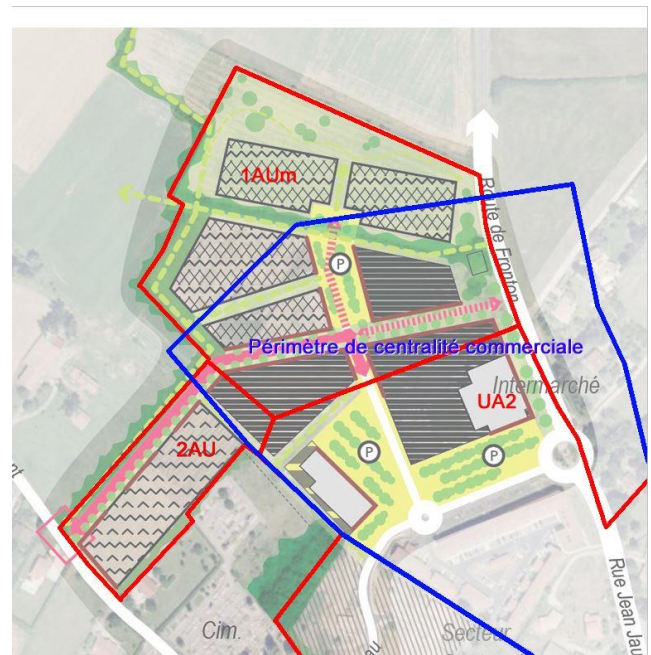 1AUm
Route de Fronton
P
Périmètre de centralité commerciale
Intermarché
UA2
2AU
P
P
Cim.
Secteur
Rue Jean Jau